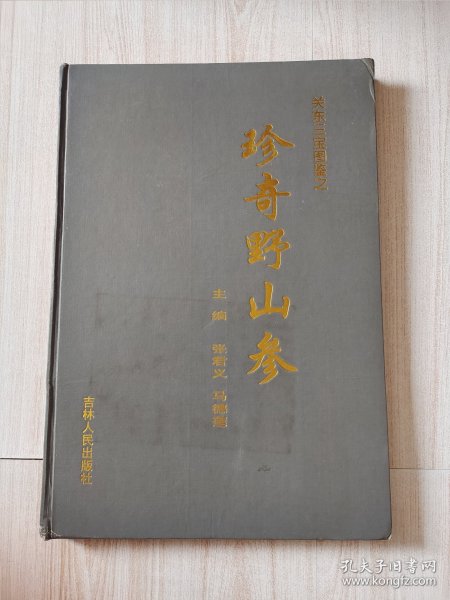 关东三宝图鉴之
珍奇野山参
主编 张君义 马德
吉林人民出版社
孔夫子旧书网
www.kongfz.com